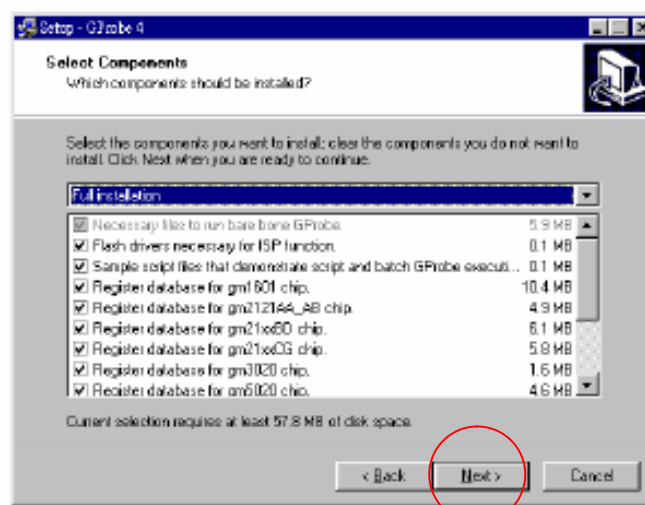 Setup - GProbe 4
Select Components
Which components should be installed?
Select the components you want to install; clear the components you do not want to
install. Click Next when you are ready to continue.
Full installation
Necessary files to run bare bone GProbe. 5.9 MB
Flash drivers necessary for ISP function. 0.1 MB
Sample script files that demonstrate script and batch GProbe executi... 0.1 MB
Register database for gm1601 chip. 10.4 MB
Register database for gm2121AA_AB chip. 4.9 MB
Register database for gm21xxBD chip. 6.1 MB
Register database for gm21xxCG chip. 5.8 MB
Register database for gm3020 chip. 1.6 MB
Register database for gm5020 chip. 4.6 MB
Current selection requires at least 57.8 MB of disk space.
< Back Next > Cancel